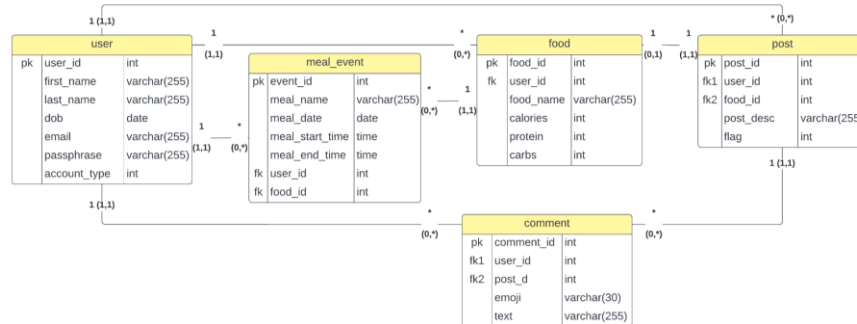 1 (1,1)
* (0,*)
user
pk user_id int
first_name varchar(255)
last_name varchar(255)
dob date
email varchar(255)
passphrase varchar(255)
account_type int
1
(1,1)
*
(0,*)
meal_event
pk event_id int
meal_name varchar(255)
meal_date date
meal_start_time time
meal_end_time time
fk user_id int
fk food_id int
1
(1,1)
*
(0,*)
*
(0,*)
1
(1,1)
food
pk food_id int
fk user_id int
food_name varchar(255)
calories int
protein int
carbs int
1
(0,1)
1
(1,1)
post
pk post_id int
fk1 user_id int
fk2 food_id int
post_desc varchar(255
flag int
1 (1,1)
1 (1,1)
*
(0,*)
*
(0,*)
comment
pk comment_id int
fk1 user_id int
fk2 post_d int
emoji varchar(30)
text varchar(255)